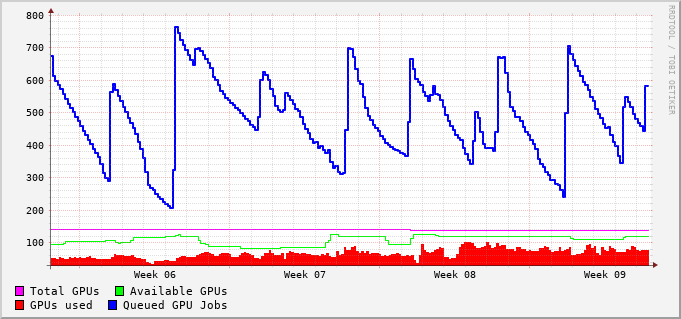 800
700
600
500
400
300
200
100
Week 06 Week 07 Week 08 Week 09
Total GPUs Available GPUs
GPUs used Queued GPU Jobs
RRDTOOL / TOBI OETIKER